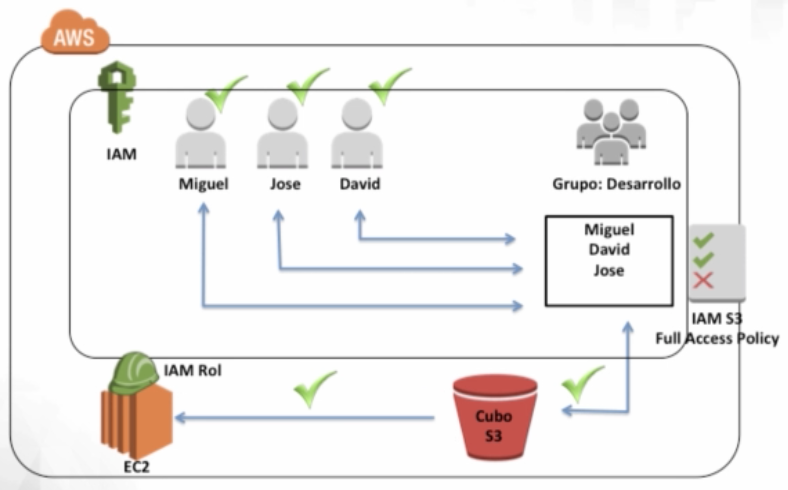 AWS
IAM
Miguel
Jose
David
Grupo: Desarrollo
Miguel
David
Jose
IAM S3
Full Access Policy
IAM Rol
Cubo
S3
EC2